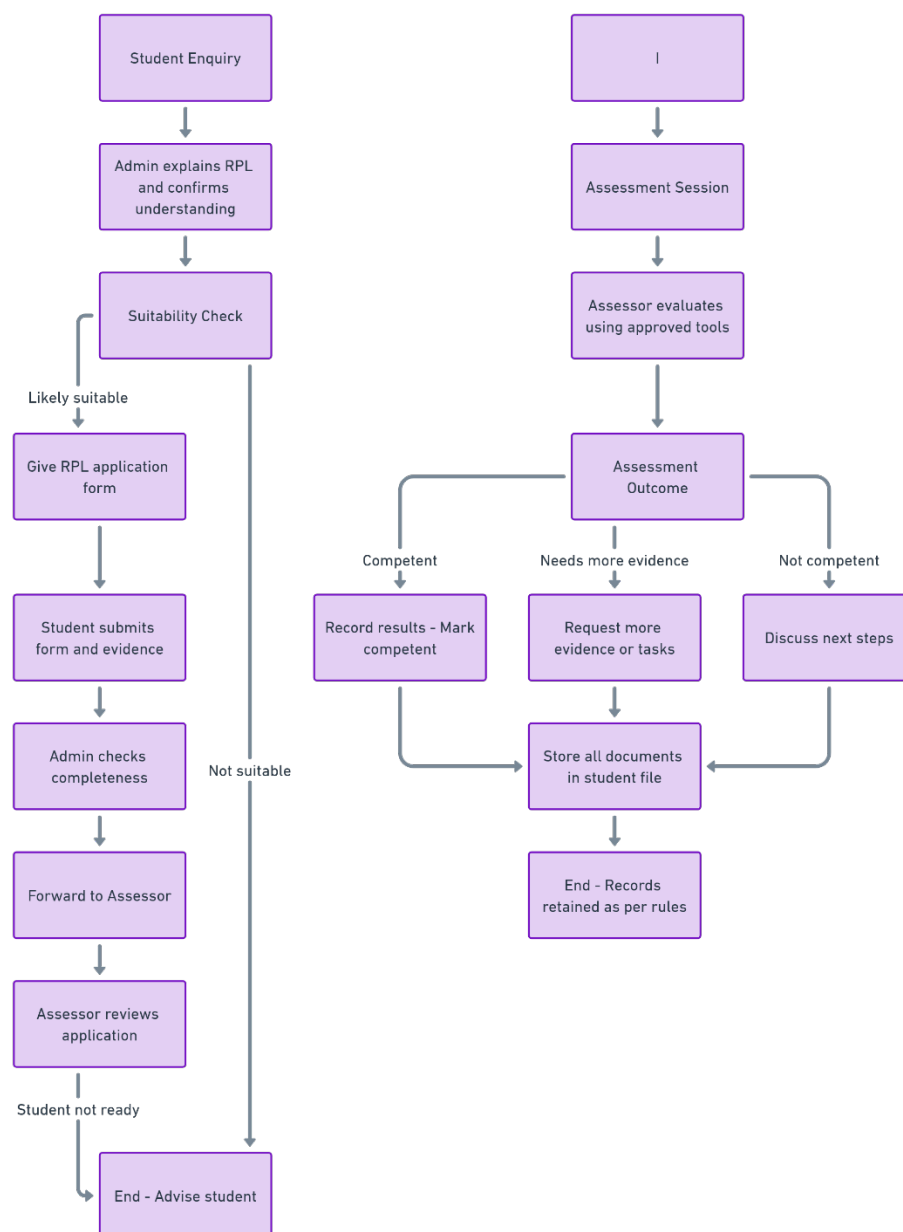 Student Enquiry
Admin explains RPL
and confirms
understanding
Suitability Check
Likely suitable
Give RPL application
form
Student submits
form and evidence
Admin checks
completeness
Not suitable
Forward to Assessor
Assessor reviews
application
Student not ready
End - Advise student
I
Assessment Session
Assessor evaluates
using approved tools
Assessment
Outcome
Competent
Needs more evidence
Not competent
Record results - Mark
competent
Request more
evidence or tasks
Discuss next steps
Store all documents
in student file
End - Records
retained as per rules